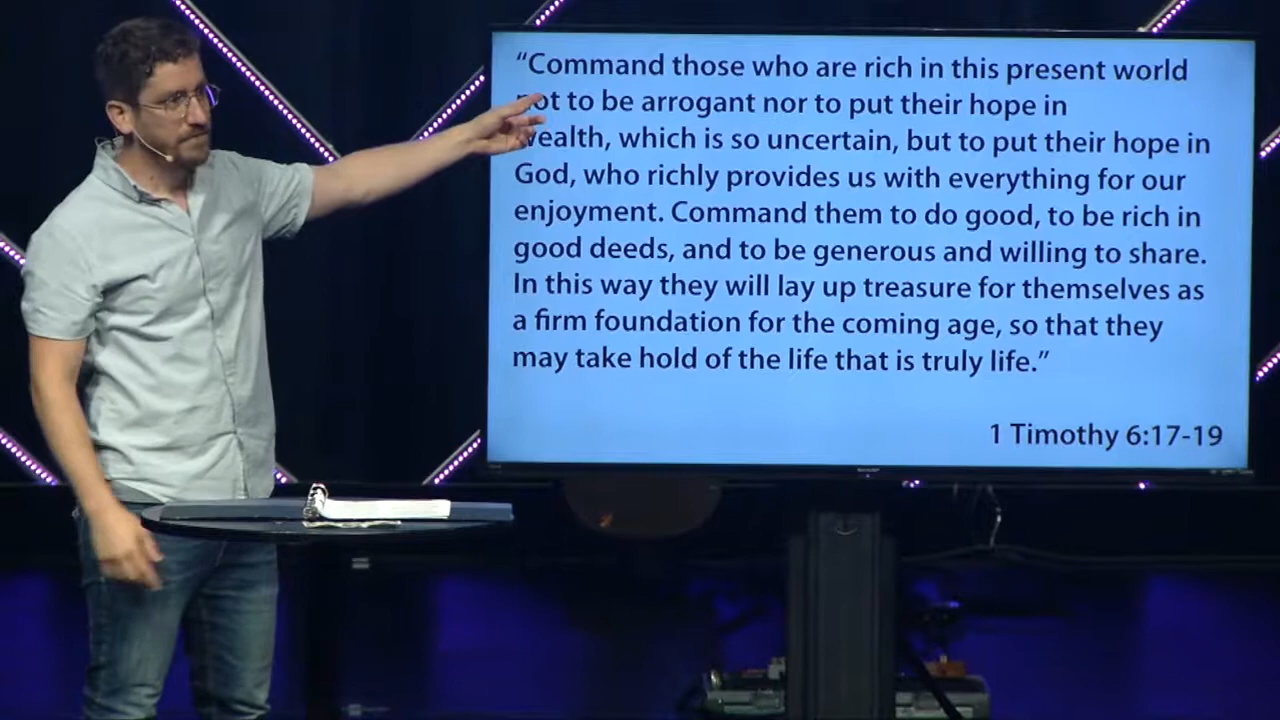 “Command those who are rich in this present world
not to be arrogant nor to put their hope in
wealth, which is so uncertain, but to put their hope in
God, who richly provides us with everything for our
enjoyment. Command them to do good, to be rich in
good deeds, and to be generous and willing to share.
In this way they will lay up treasure for themselves as
a firm foundation for the coming age, so that they
may take hold of the life that is truly life.”
1 Timothy 6:17-19